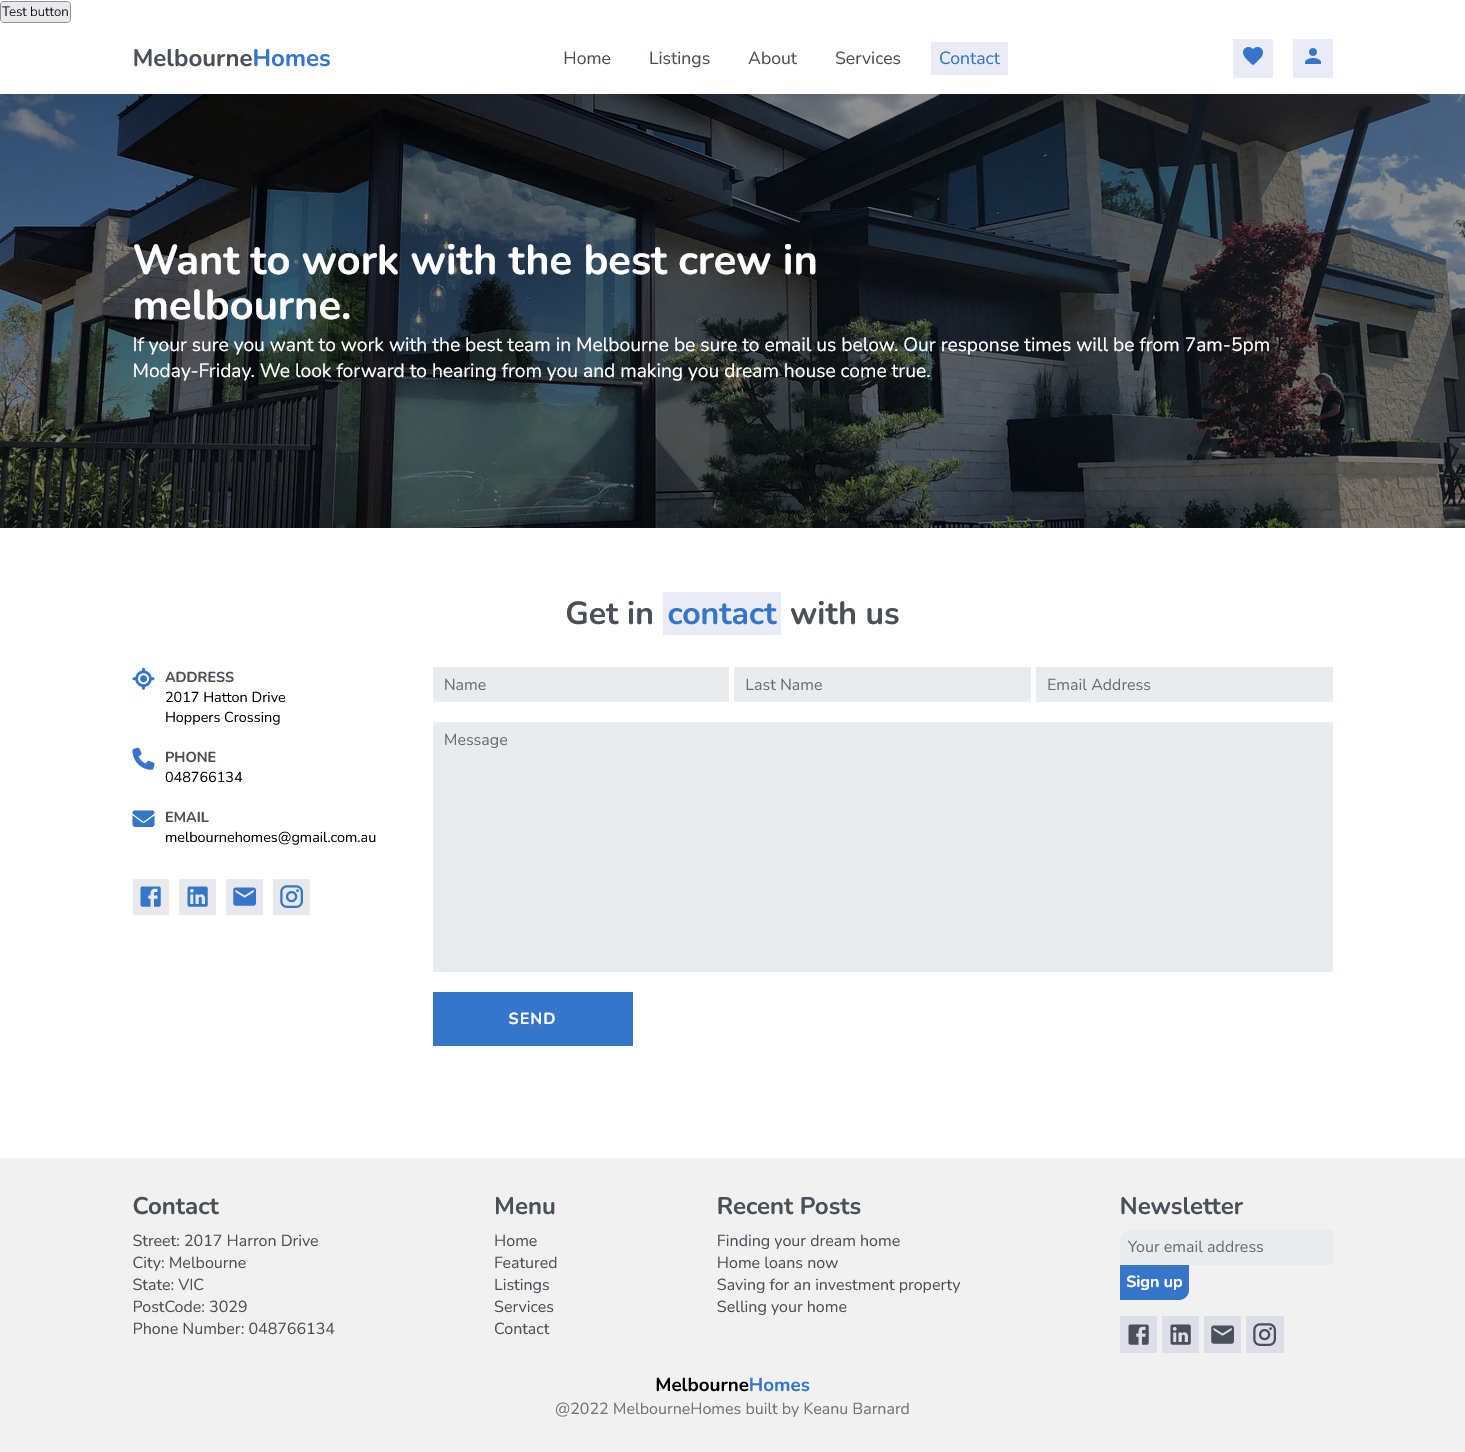 Test button
MelbourneHomes
Home Listings About Services Contact
Want to work with the best crew in
melbourne.
If your sure you want to work with the best team in Melbourne be sure to email us below. Our response times will be from 7am-5pm
Moday-Friday. We look forward to hearing from you and making you dream house come true.
Get in contact with us
ADDRESS
2017 Hatton Drive
Hoppers Crossing
PHONE
048766134
EMAIL
melbournehomes@gmail.com.au
Name
Last Name
Email Address
Message
SEND
Contact
Street: 2017 Harron Drive
City: Melbourne
State: VIC
PostCode: 3029
Phone Number: 048766134
Menu
Home
Featured
Listings
Services
Contact
Recent Posts
Finding your dream home
Home loans now
Saving for an investment property
Selling your home
Newsletter
Your email address
Sign up
MelbourneHomes
@2022 MelbourneHomes built by Keanu Barnard